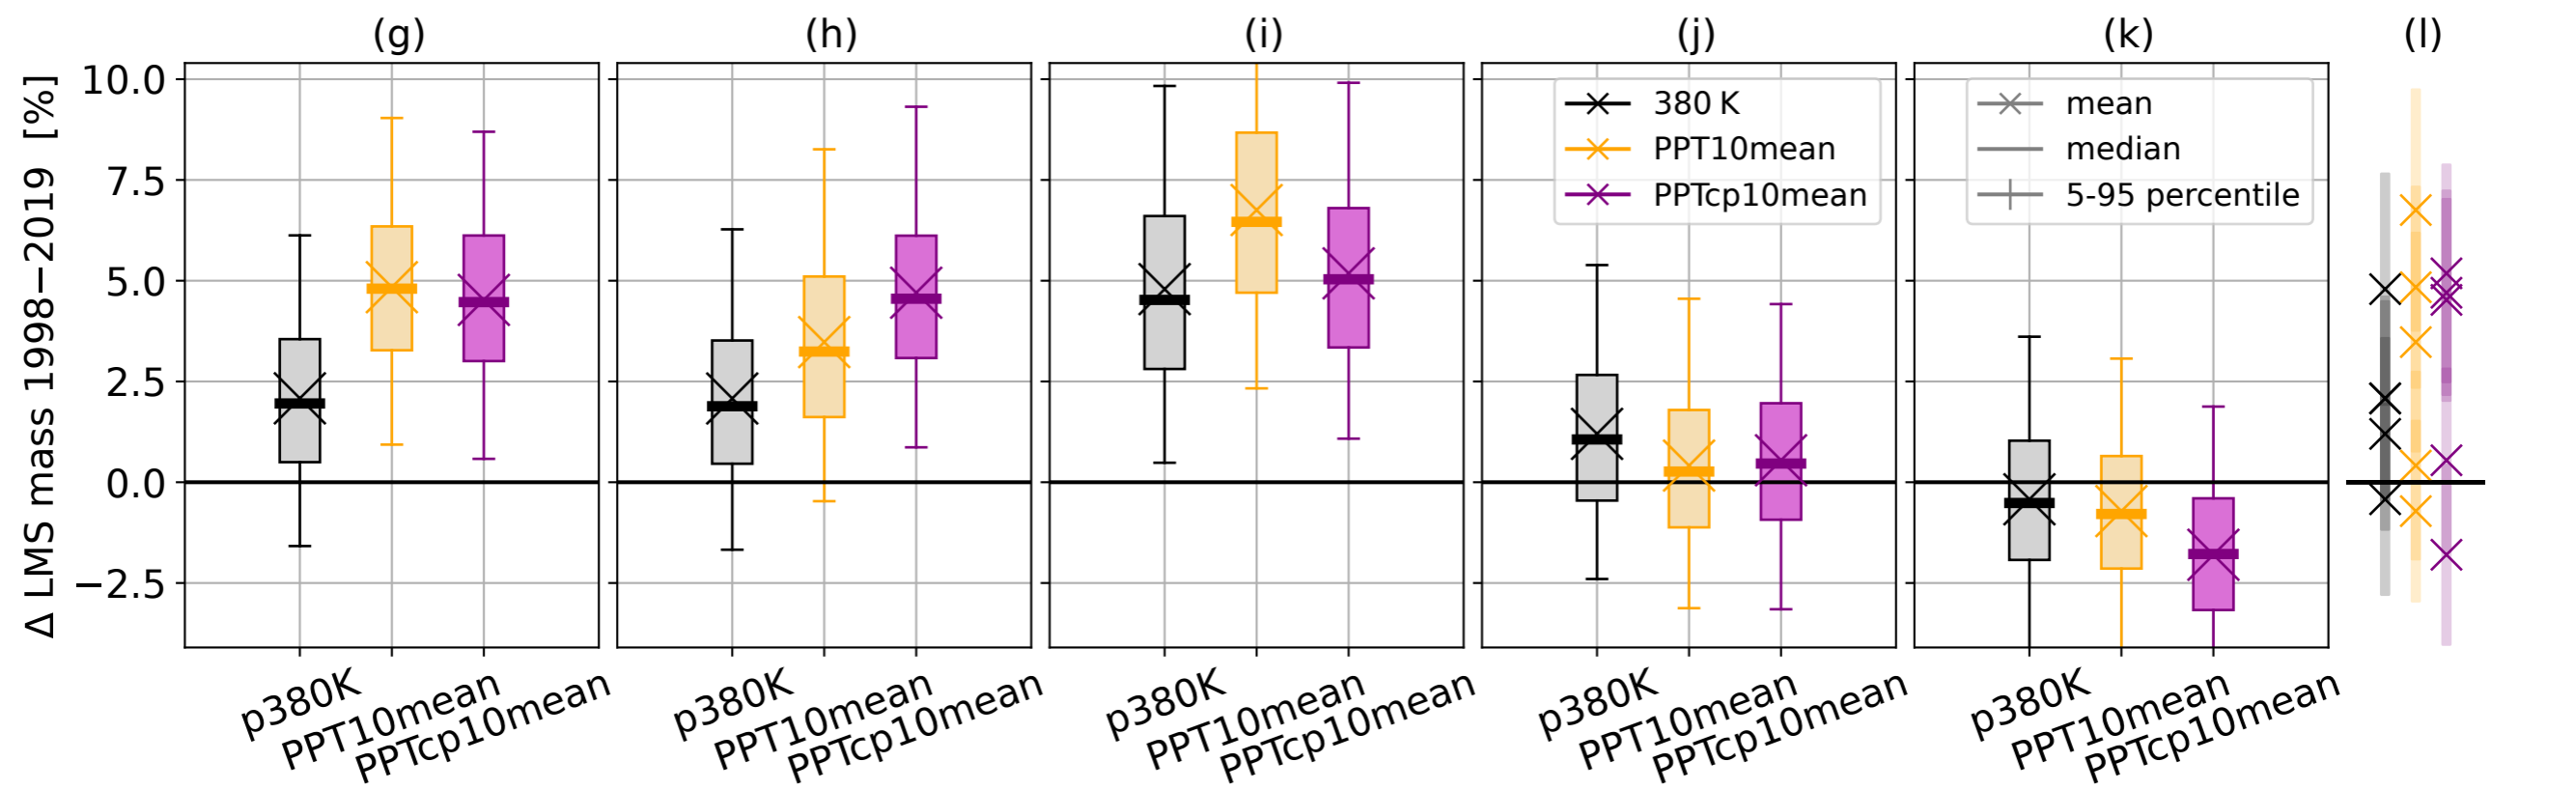 (g) (h) (i) (j) (k) (l)
Δ LMS mass 1998−2019 [%]
10.0
7.5
5.0
2.5
0.0
−2.5
380 K
PPT10mean
PPTcp10mean
mean
median
5-95 percentile
p380K
PPT10mean
PPTcp10mean
p380K
PPT10mean
PPTcp10mean
p380K
PPT10mean
PPTcp10mean
p380K
PPT10mean
PPTcp10mean
p380K
PPT10mean
PPTcp10mean